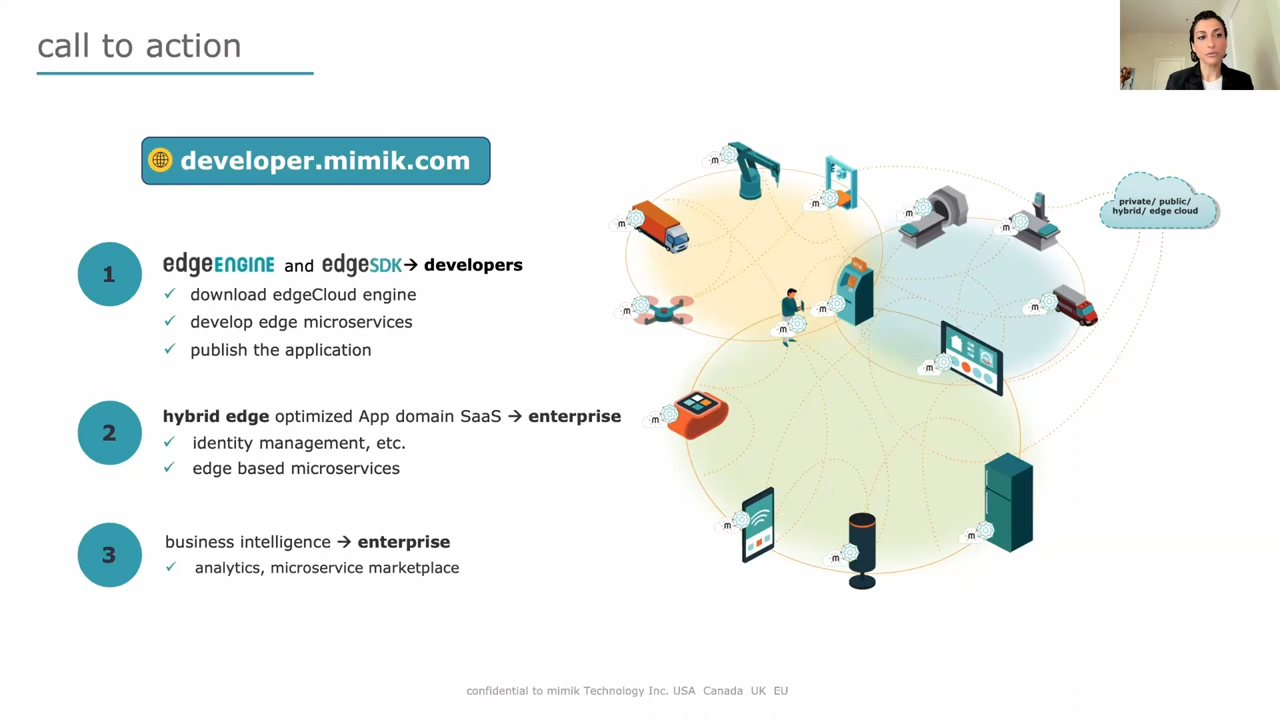 call to action
developer.mimik.com
1
edgeENGINE and edgeSDK→ developers
✓ download edgeCloud engine
✓ develop edge microservices
✓ publish the application
2
hybrid edge optimized App domain SaaS → enterprise
✓ identity management, etc.
✓ edge based microservices
3
business intelligence → enterprise
✓ analytics, microservice marketplace
private/ public/
hybrid/ edge cloud
m
m
m
m
m
m
m
m
m
m
m
m
m
m
confidential to mimik Technology Inc. USA Canada UK EU